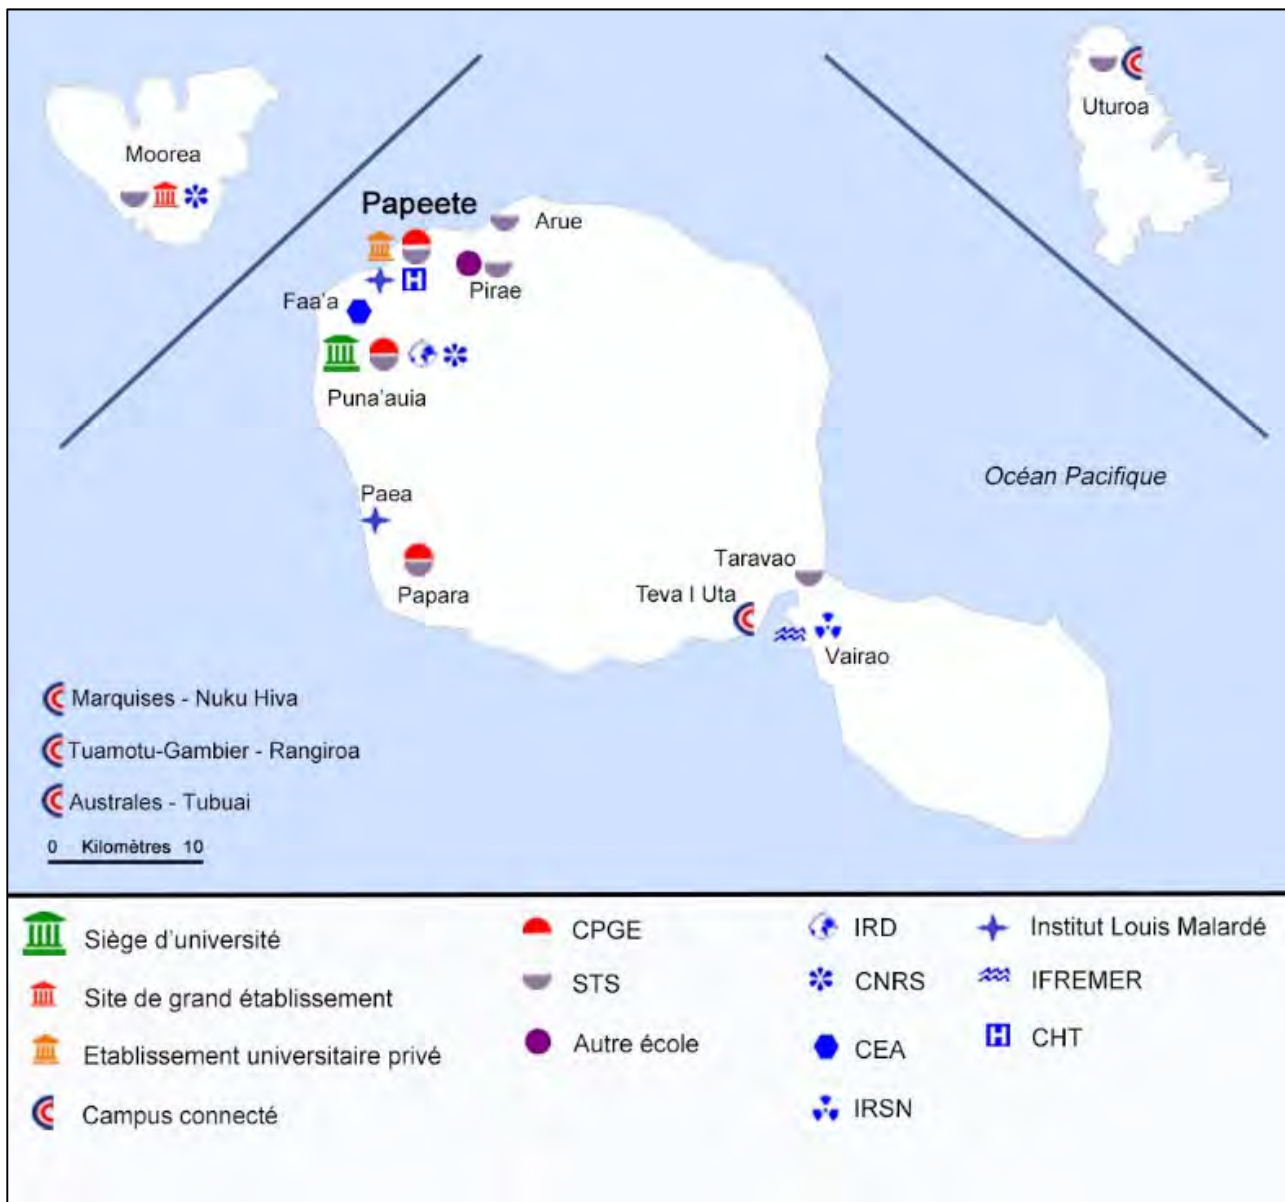 Moorea
Uturoa
Papeete
Arue
Pirae
Faa'a
Puna'auia
Océan Pacifique
Paea
Papara
Taravao
Teva I Uta
Vairao
Marquises - Nuku Hiva
Tuamotu-Gambier - Rangiroa
Australes - Tubuai
0 Kilomètres 10
Siège d'université
Site de grand établissement
Etablissement universitaire privé
Campus connecté
CPGE
STS
Autre école
IRD
CNRS
CEA
IRSN
Institut Louis Malardé
IFREMER
H CHT